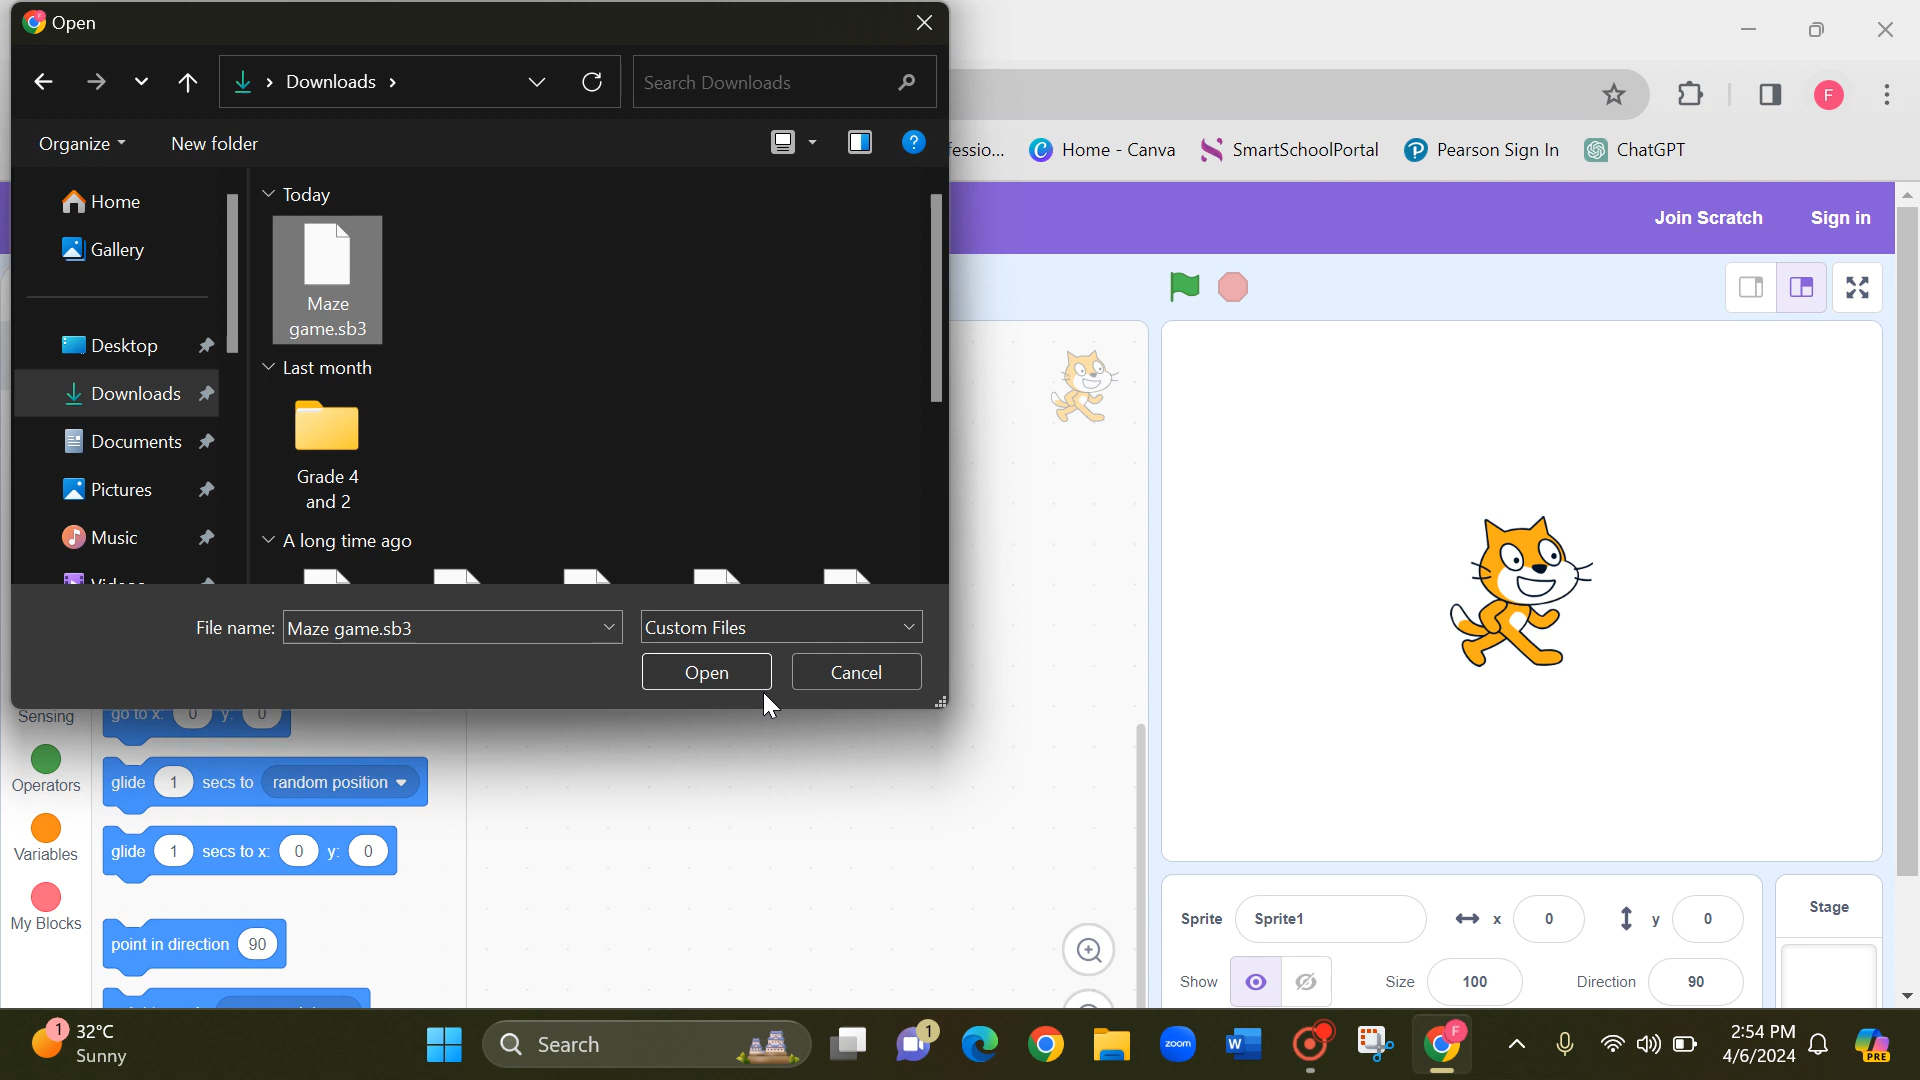 Open
Downloads
Search Downloads
Organize
New folder
Home
Gallery
Desktop
Downloads
Documents
Pictures
Music
Today
Maze
game.sb3
Last month
Grade 4
and 2
A long time ago
File name: Maze game.sb3
Custom Files
Open
Cancel
F
essio...
Home - Canva
SmartSchoolPortal
Pearson Sign In
ChatGPT
Join Scratch
Sign in
Sensing
Operators
Variables
My Blocks
go to x: 0 y: 0
glide 1 secs to random position
glide 1 secs to x: 0 y: 0
point in direction 90
Sprite Sprite1 x 0 y 0
Show Size 100 Direction 90
Stage
1
32°C
Sunny
Search
1
zoom
W
F
2:54 PM
4/6/2024
PRE